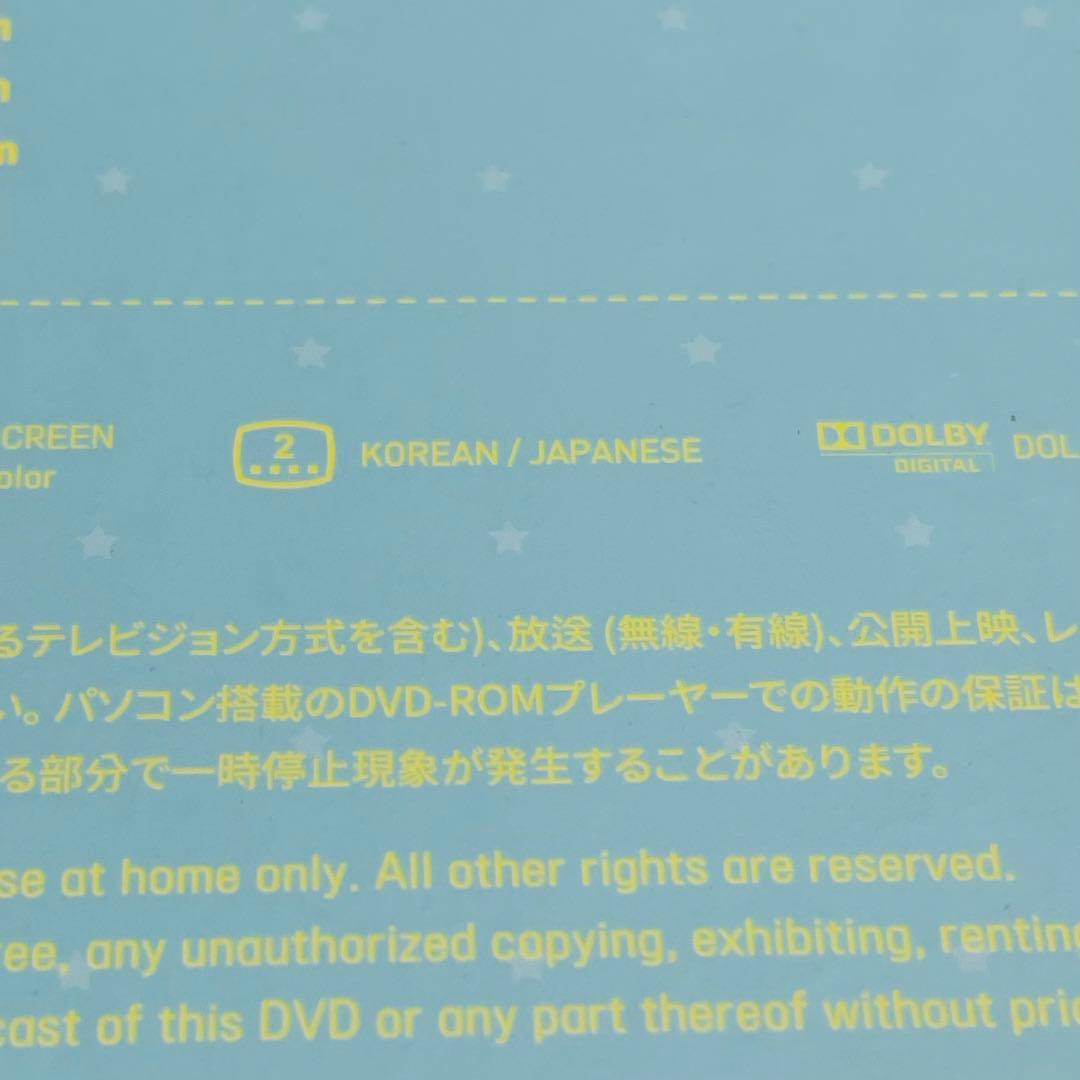 n
n
n
CREEN
olor
2
KOREAN / JAPANESE
DOLBY
DIGITAL
DOL
るテレビジョン方式を含む)、放送 (無線・有線)、公開上映、レ
い。パソコン搭載のDVD-ROMプレーヤーでの動作の保証は
る部分で一時停止現象が発生することがあります。
se at home only. All other rights are reserved.
ree, any unauthorized copying, exhibiting, renting
cast of this DVD or any part thereof without prio